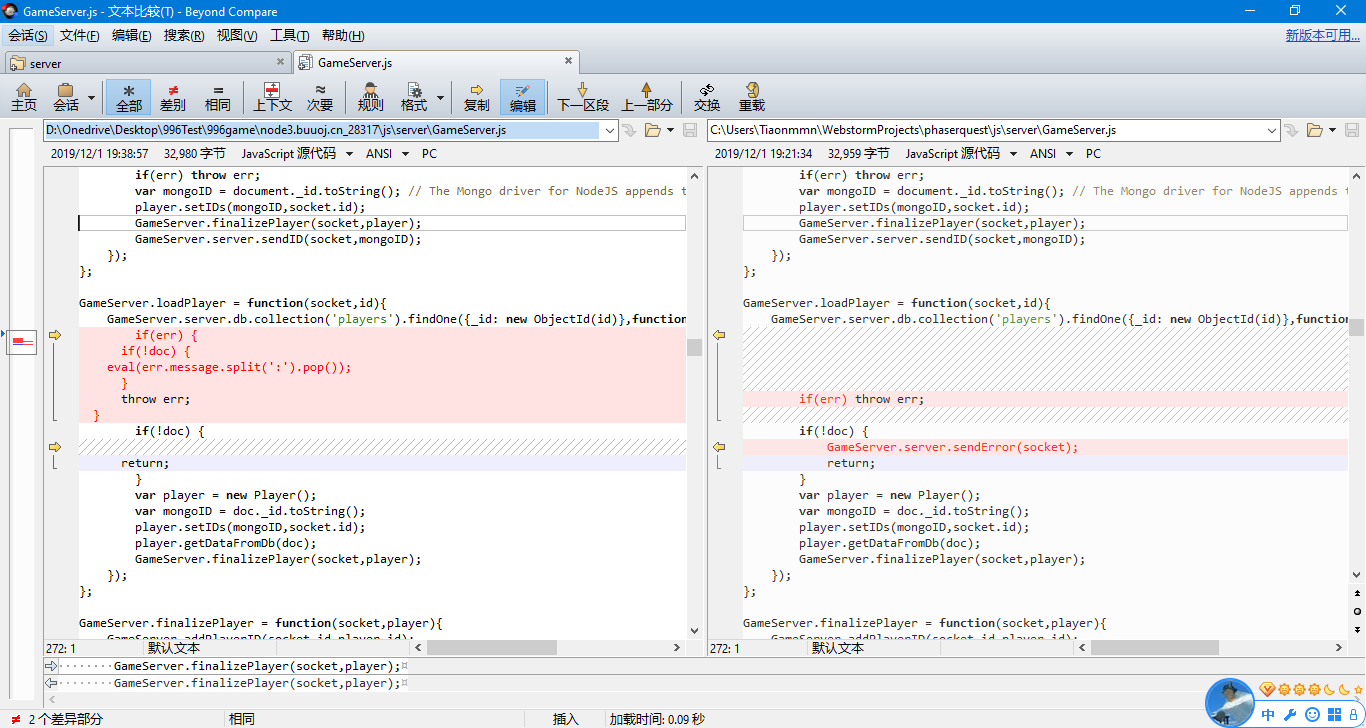 GameServer.js - 文本比较(T) - Beyond Compare
会话(S) 文件(F) 编辑(E) 搜索(R) 视图(V) 工具(T) 帮助(H) 新版本可用...
server GameServer.js
主页 会话 全部 差别 相同 上下文 次要 规则 格式 复制 编辑 下一区段 上一部分 交换 重载
D:\Onedrive\Desktop\996Test\996game\node3.buuoj.cn_28317\js\server\GameServer.js
2019/12/1 19:38:57 32,980 字节 JavaScript 源代码 ANSI PC
if(err) throw err;
var mongoID = document._id.toString(); // The Mongo driver for NodeJS appends t
player.setIDs(mongoID,socket.id);
GameServer.finalizePlayer(socket,player);
GameServer.server.sendID(socket,mongoID);
});
};
GameServer.loadPlayer = function(socket,id){
GameServer.server.db.collection('players').findOne({_id: new ObjectId(id)},function
if(err) {
if(!doc) {
eval(err.message.split(':').pop());
}
throw err;
}
if(!doc) {
return;
}
var player = new Player();
var mongoID = doc._id.toString();
player.setIDs(mongoID,socket.id);
player.getDataFromDb(doc);
GameServer.finalizePlayer(socket,player);
});
};
GameServer.finalizePlayer = function(socket,player){
GameServer.addPlayerID(socket.id,player.id);
272: 1 默认文本
C:\Users\Tiaonmmn\WebstormProjects\phaserquest\js\server\GameServer.js
2019/12/1 19:21:34 32,959 字节 JavaScript 源代码 ANSI PC
if(err) throw err;
var mongoID = document._id.toString(); // The Mongo driver for NodeJS appends t
player.setIDs(mongoID,socket.id);
GameServer.finalizePlayer(socket,player);
GameServer.server.sendID(socket,mongoID);
});
};
GameServer.loadPlayer = function(socket,id){
GameServer.server.db.collection('players').findOne({_id: new ObjectId(id)},function
if(err) throw err;
if(!doc) {
GameServer.server.sendError(socket);
return;
}
var player = new Player();
var mongoID = doc._id.toString();
player.setIDs(mongoID,socket.id);
player.getDataFromDb(doc);
GameServer.finalizePlayer(socket,player);
});
};
GameServer.finalizePlayer = function(socket,player){
GameServer.addPlayerID(socket.id,player.id);
272: 1 默认文本
········GameServer.finalizePlayer(socket,player);¤
········GameServer.finalizePlayer(socket,player);¤
2 个差异部分 相同 插入 加载时间: 0.09 秒
中